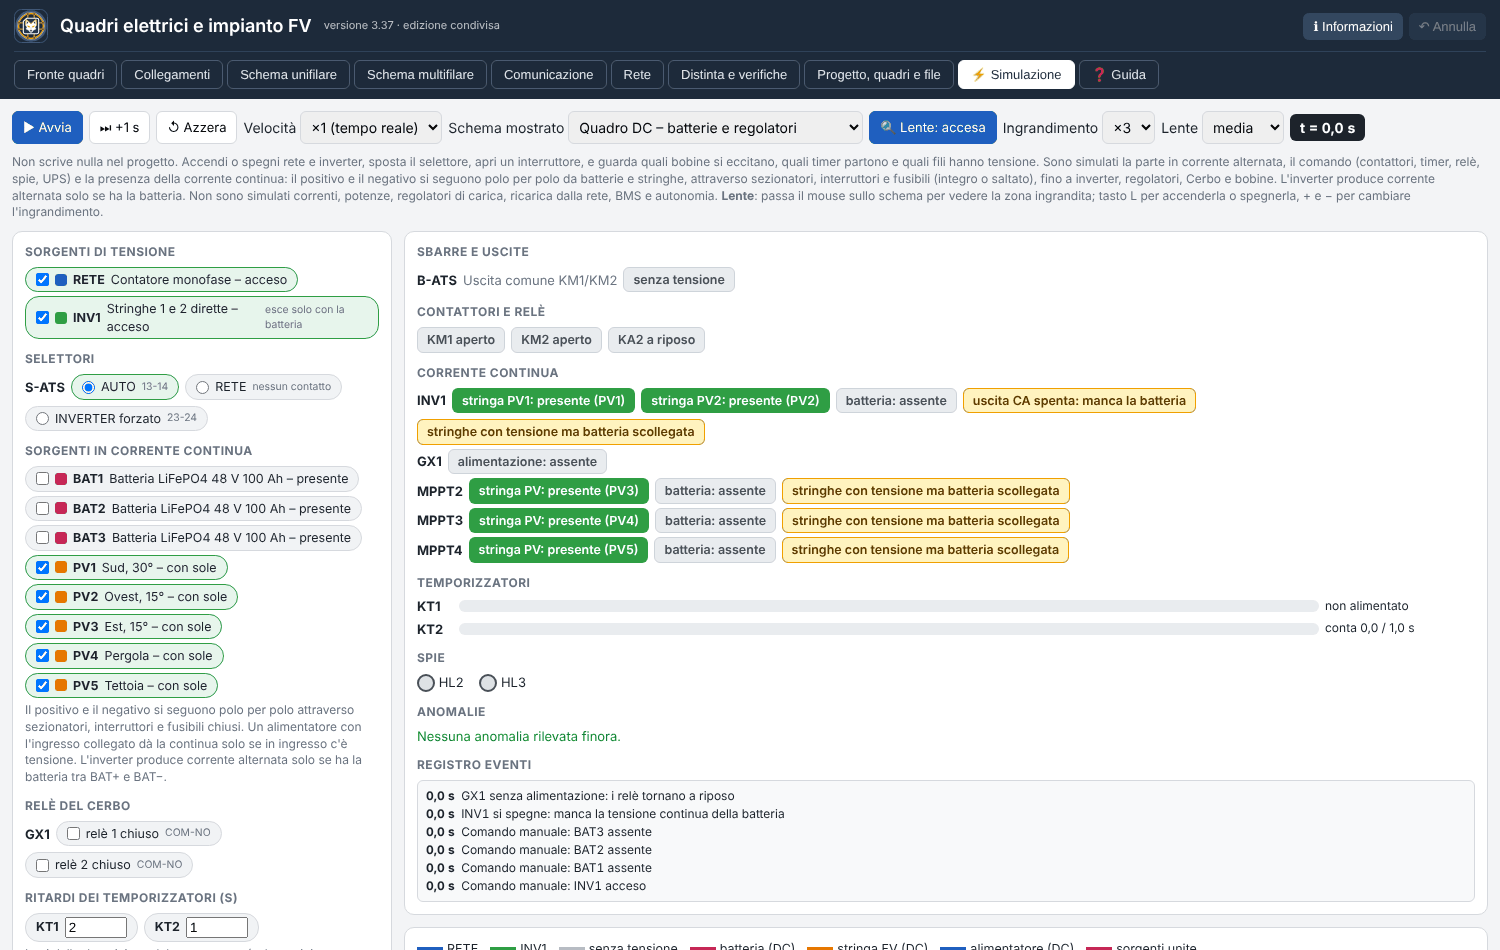 Quadri elettrici e impianto FV versione 3.37 · edizione condivisa
ℹ Informazioni ↶ Annulla
Fronte quadri Collegamenti Schema unifilare Schema multifilare Comunicazione Rete Distinta e verifiche Progetto, quadri e file ⚡ Simulazione ❓ Guida
▶ Avvia ⏭ +1 s ↺ Azzera Velocità ×1 (tempo reale) Schema mostrato Quadro DC – batterie e regolatori 🔍 Lente: accesa Ingrandimento ×3 Lente media t = 0,0 s
Non scrive nulla nel progetto. Accendi o spegni rete e inverter, sposta il selettore, apri un interruttore, e guarda quali bobine si eccitano, quali timer partono e quali fili hanno tensione. Sono simulati la parte in corrente alternata, il comando (contattori, timer, relè,
spie, UPS) e la presenza della corrente continua: il positivo e il negativo si seguono polo per polo da batterie e stringhe, attraverso sezionatori, interruttori e fusibili (integro o saltato), fino a inverter, regolatori, Cerbo e bobine. L'inverter produce corrente
alternata solo se ha la batteria. Non sono simulati correnti, potenze, regolatori di carica, ricarica dalla rete, BMS e autonomia. Lente: passa il mouse sullo schema per vedere la zona ingrandita; tasto L per accenderla o spegnerla, + e − per cambiare
l'ingrandimento.
SORGENTI DI TENSIONE
RETE Contatore monofase – acceso
INV1 Stringhe 1 e 2 dirette – acceso esce solo con la batteria
SELETTORI
S-ATS AUTO 13-14 RETE nessun contatto
INVERTER forzato 23-24
SORGENTI IN CORRENTE CONTINUA
BAT1 Batteria LiFePO4 48 V 100 Ah – presente
BAT2 Batteria LiFePO4 48 V 100 Ah – presente
BAT3 Batteria LiFePO4 48 V 100 Ah – presente
PV1 Sud, 30° – con sole
PV2 Ovest, 15° – con sole
PV3 Est, 15° – con sole
PV4 Pergola – con sole
PV5 Tettoia – con sole
Il positivo e il negativo si seguono polo per polo attraverso
sezionatori, interruttori e fusibili chiusi. Un alimentatore con
l'ingresso collegato dà la continua solo se in ingresso c'è
tensione. L'inverter produce corrente alternata solo se ha la
batteria tra BAT+ e BAT−.
RELÈ DEL CERBO
GX1 relè 1 chiuso COM-NO
relè 2 chiuso COM-NO
RITARDI DEI TEMPORIZZATORI (S)
KT1 2 KT2 1
SBARRE E USCITE
B-ATS Uscita comune KM1/KM2 senza tensione
CONTATTORI E RELÈ
KM1 aperto KM2 aperto KA2 a riposo
CORRENTE CONTINUA
INV1 stringa PV1: presente (PV1) stringa PV2: presente (PV2) batteria: assente uscita CA spenta: manca la batteria
stringhe con tensione ma batteria scollegata
GX1 alimentazione: assente
MPPT2 stringa PV: presente (PV3) batteria: assente stringhe con tensione ma batteria scollegata
MPPT3 stringa PV: presente (PV4) batteria: assente stringhe con tensione ma batteria scollegata
MPPT4 stringa PV: presente (PV5) batteria: assente stringhe con tensione ma batteria scollegata
TEMPORIZZATORI
KT1 non alimentato
KT2 conta 0,0 / 1,0 s
SPIE
HL2 HL3
ANOMALIE
Nessuna anomalia rilevata finora.
REGISTRO EVENTI
0,0 s GX1 senza alimentazione: i relè tornano a riposo
0,0 s INV1 si spegne: manca la tensione continua della batteria
0,0 s Comando manuale: BAT3 assente
0,0 s Comando manuale: BAT2 assente
0,0 s Comando manuale: BAT1 assente
0,0 s Comando manuale: INV1 acceso
RETE INV1 senza tensione batteria (DC) stringa FV (DC) alimentatore (DC) sorgenti unite